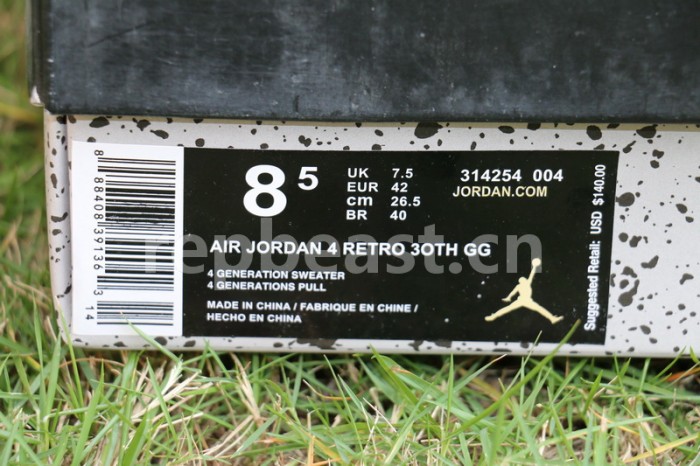 8 88408 39136 3
14
8 5
UK 7.5
EUR 42
cm 26.5
BR 40
314254 004
JORDAN.COM
AIR JORDAN 4 RETRO 3OTH GG
repbeast.cn
4 GENERATION SWEATER
4 GENERATIONS PULL
MADE IN CHINA / FABRIQUE EN CHINE /
HECHO EN CHINA
Suggested Retail: USD $140.00